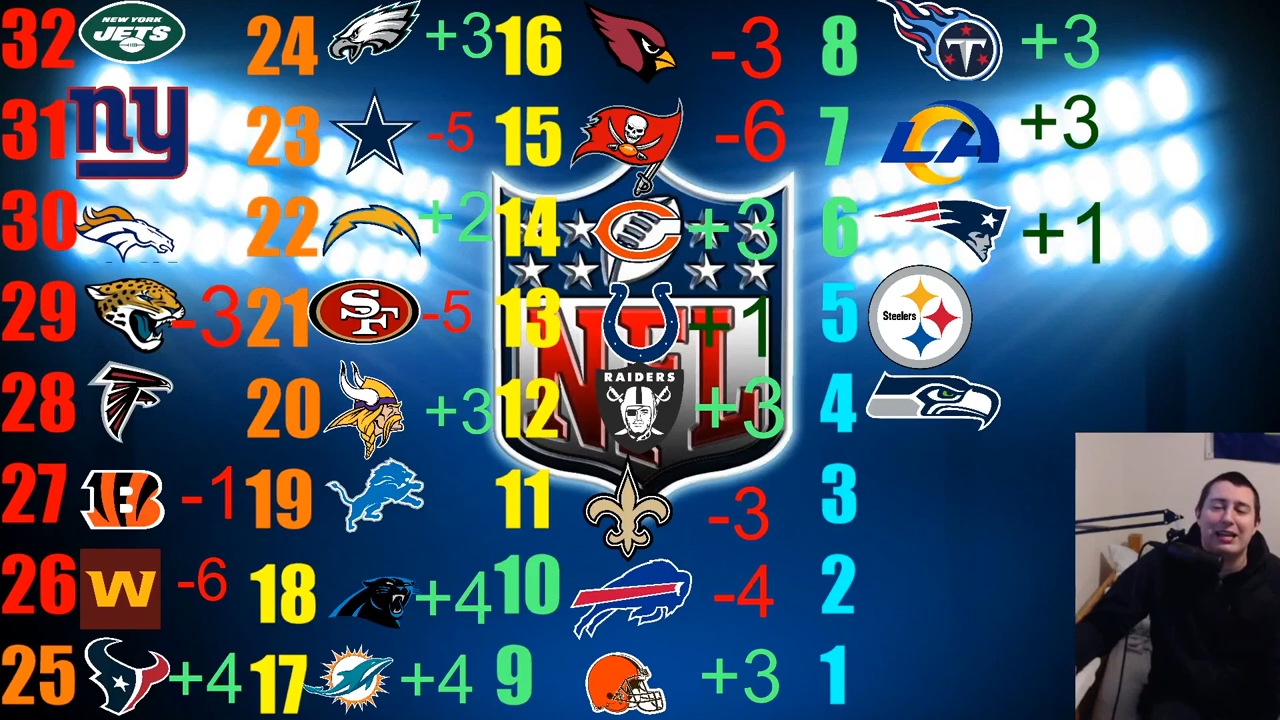 32 NEW YORK JETS
31 ny
30
29 -3
28
27 -1
26 W -6
25 +4
24 +3
23 -5
22 +2
21 SF -5
20 +3
19
18 +4
17 +4
16 -3
15 -6
14 C +3
13 +1
12 RAIDERS +3
11 -3
10 -4
9 +3
8 T +3
7 LA +3
6 +1
5 Steelers
4
3
2
1
NFL